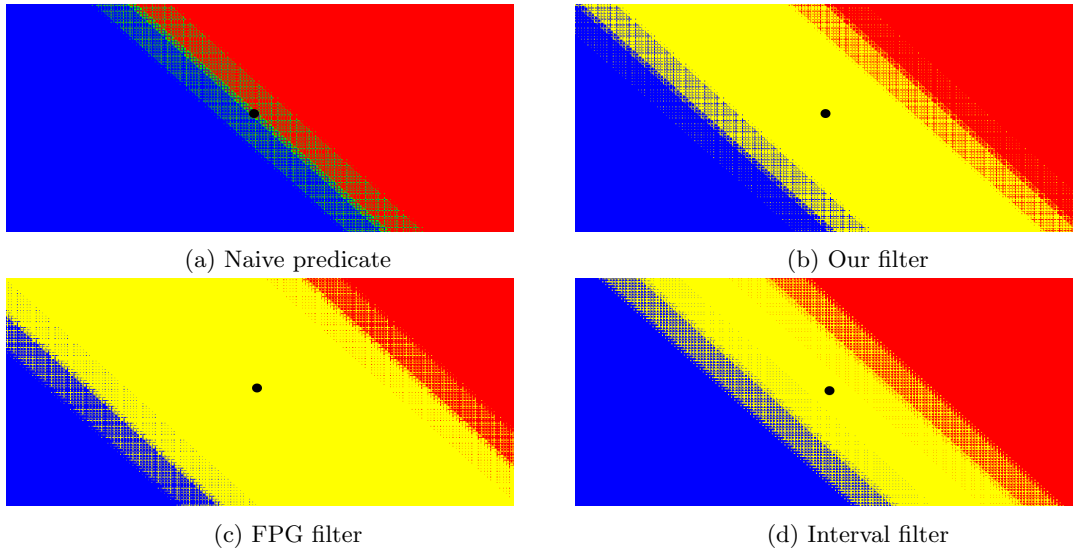 (a) Naive predicate
(b) Our filter
(c) FPG filter
(d) Interval filter